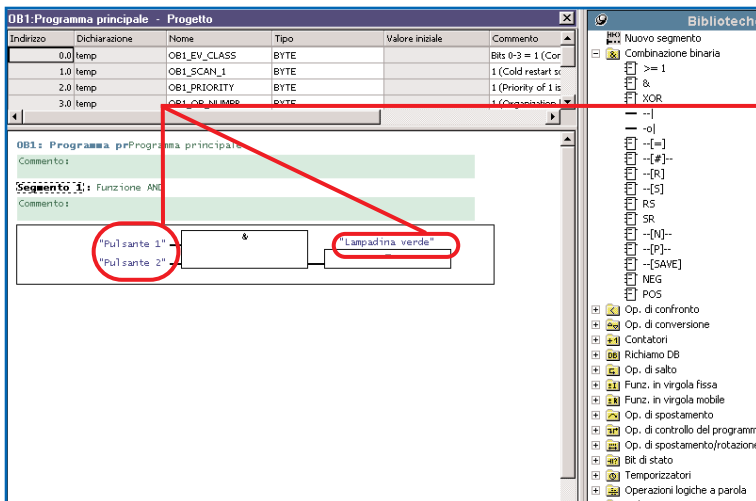 OB1:Programma principale - Progetto
Indirizzo Dichiarazione Nome Tipo Valore iniziale Commento
0.0 temp OB1_EV_CLASS BYTE Bits 0-3 = 1 (Cor
1.0 temp OB1_SCAN_1 BYTE 1 (Cold restart sc
2.0 temp OB1_PRIORITY BYTE 1 (Priority of 1 is
3.0 temp OB1_OB_NUMBR BYTE 1 (Organization
OB1: Programma prProgramma principale
Commento:
Segmento 1: Funzione AND
Commento:
"Pulsante 1"
"Pulsante 2"
&
"Lampadina verde"
=
Biblioteche
Nuovo segmento
Combinazione binaria
>= 1
&
XOR
--|
-o|
--[=]
--[#]--
--[R]
--[S]
RS
SR
--[N]--
--[P]--
--[SAVE]
NEG
POS
Op. di confronto
Op. di conversione
Contatori
DB Richiamo DB
Op. di salto
Funz. in virgola fissa
Funz. in virgola mobile
Op. di spostamento
Op. di controllo del programm
Op. di spostamento/rotazione
Bit di stato
Temporizzatori
Operazioni logiche a parola